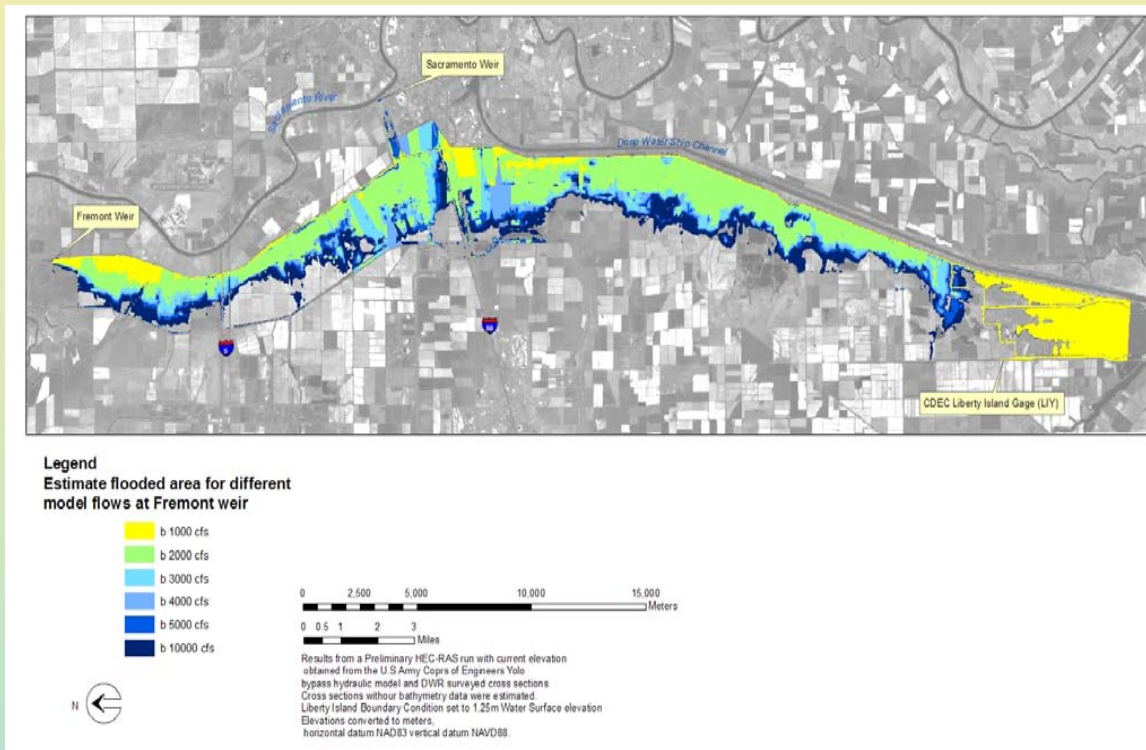 Sacramento Weir
Sacramento River
Deep Water Ship Channel
Fremont Weir
80
5
CDEC Liberty Island Gage (LIY)
Legend
Estimate flooded area for different
model flows at Fremont weir
b 1000 cfs
b 2000 cfs
b 3000 cfs
b 4000 cfs
b 5000 cfs
b 10000 cfs
0 2,500 5,000 10,000 15,000
Meters
0 0.5 1 2 3
Miles
Results from a Preliminary HEC-RAS run with current elevation
obtained from the U.S Army Coprs of Engineers Yolo
bypass hydraulic model and DWR surveyed cross sections.
Cross sections withour bathymetry data were estimated.
Liberty Island Boundary Condition set to 1.25m Water Surface elevation
Elevations converted to meters,
horizontal datum NAD83 vertical datum NAVD88.
N